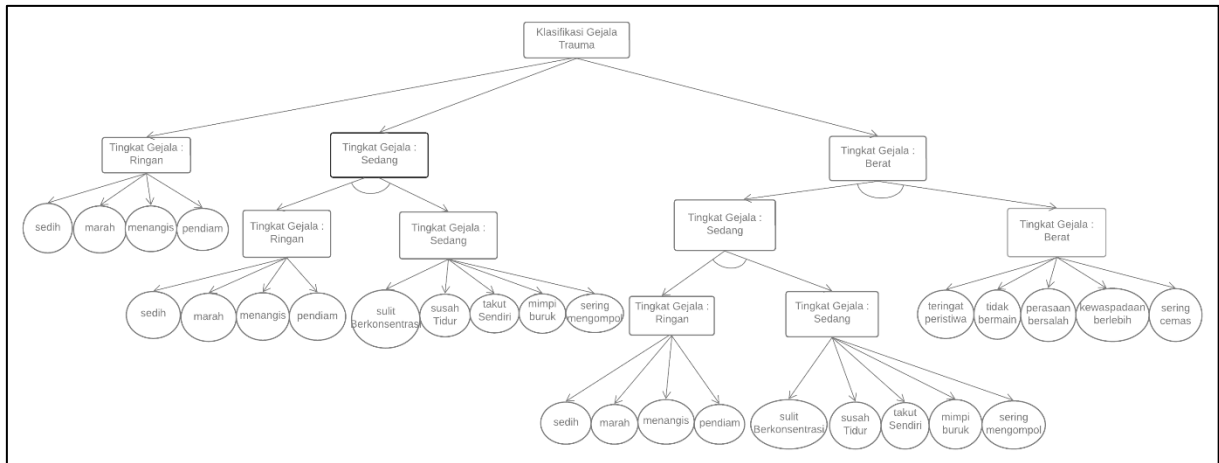 Klasifikasi Gejala
Trauma
Tingkat Gejala :
Ringan
Tingkat Gejala :
Sedang
Tingkat Gejala :
Berat
sedih
marah
menangis
pendiam
Tingkat Gejala :
Ringan
Tingkat Gejala :
Sedang
Tingkat Gejala :
Sedang
Tingkat Gejala :
Berat
sedih
marah
menangis
pendiam
sulit
Berkonsentrasi
susah
Tidur
takut
Sendiri
mimpi
buruk
sering
mengompol
Tingkat Gejala :
Ringan
Tingkat Gejala :
Sedang
teringat
peristiwa
tidak
bermain
perasaan
bersalah
kewaspadaan
berlebih
sering
cemas
sedih
marah
menangis
pendiam
sulit
Berkonsentrasi
susah
Tidur
takut
Sendiri
mimpi
buruk
sering
mengompol